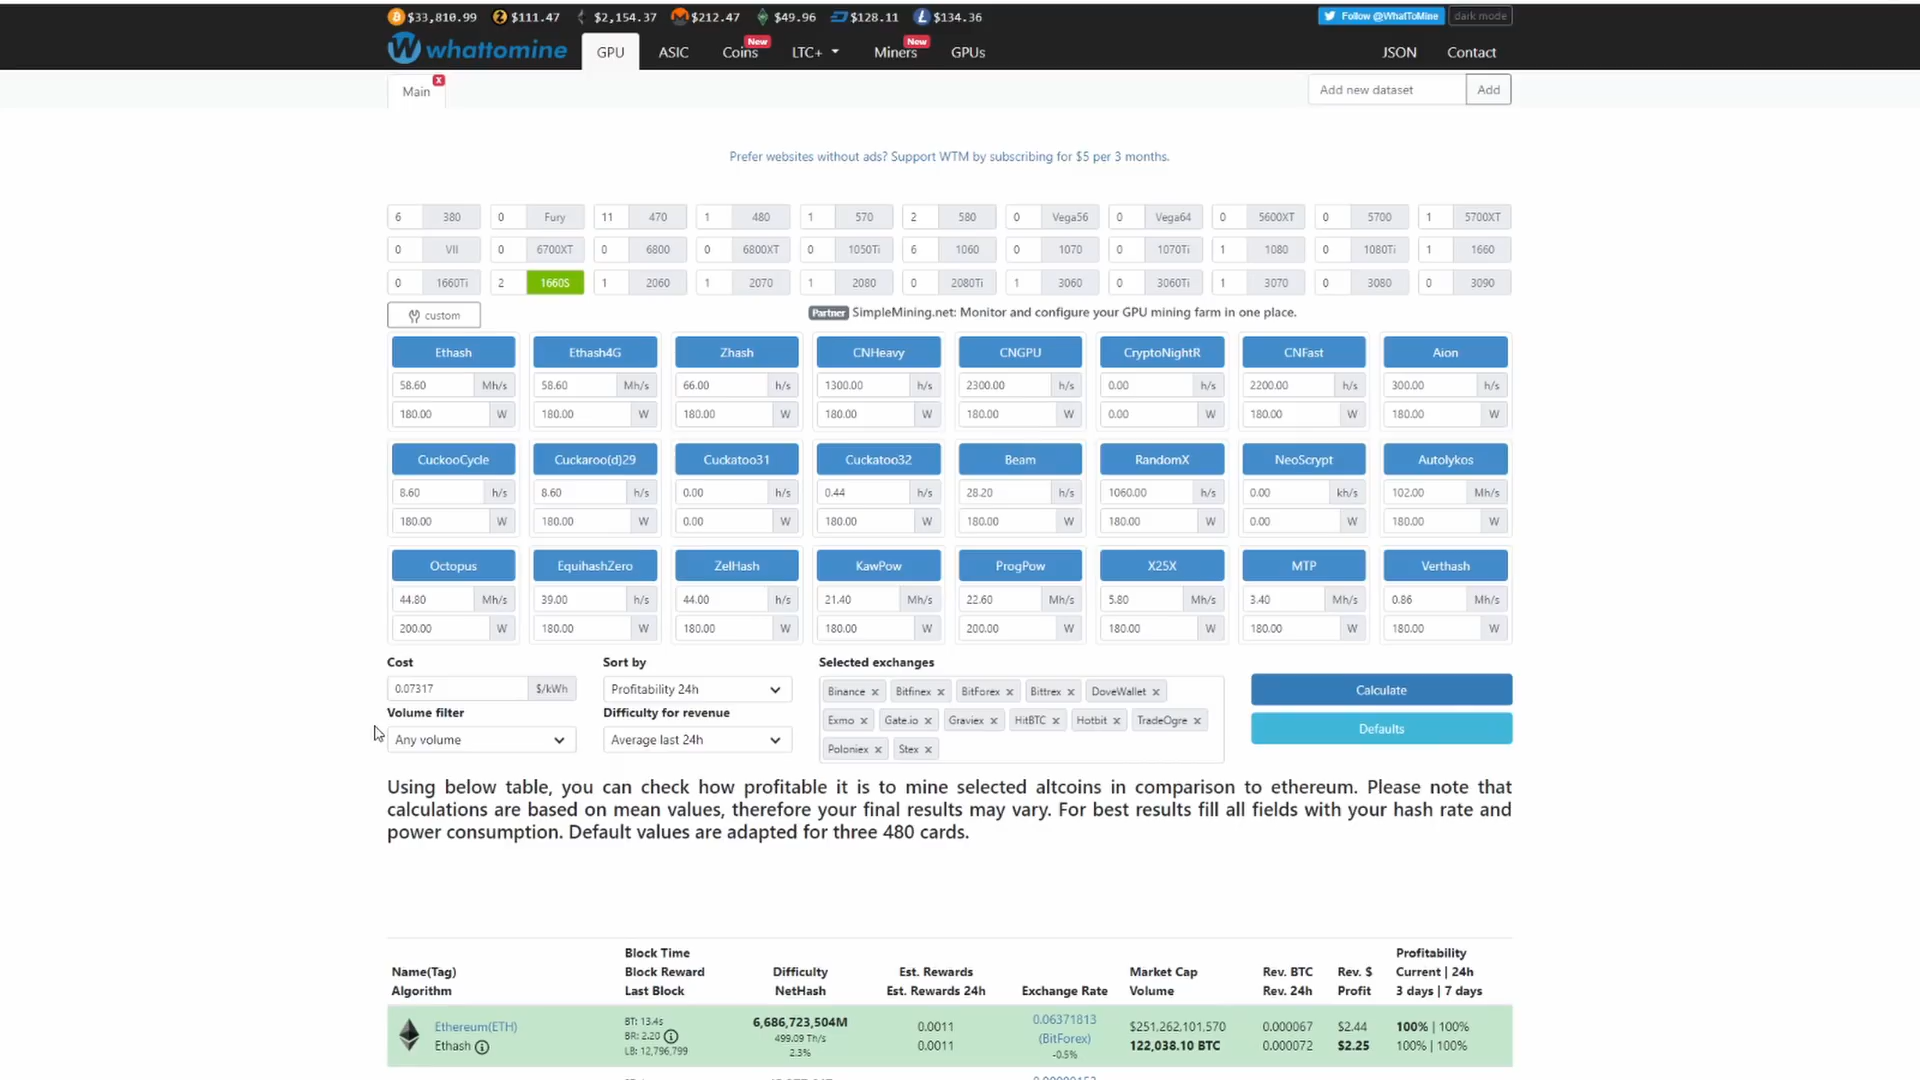 $33,810.99 $111.47 $2,154.37 $212.47 $49.96 $128.11 $134.36 Follow @WhatToMine dark mode
whattomine GPU ASIC Coins New LTC+ Miners New GPUs JSON Contact
Main x Add new dataset Add
Prefer websites without ads? Support WTM by subscribing for $5 per 3 months.
6 380 0 Fury 11 470 1 480 1 570 2 580 0 Vega56 0 Vega64 0 5600XT 0 5700 1 5700XT
0 VII 0 6700XT 0 6800 0 6800XT 0 1050Ti 6 1060 0 1070 0 1070Ti 1 1080 0 1080Ti 1 1660
0 1660Ti 2 1660S 1 2060 1 2070 1 2080 0 2080Ti 1 3060 0 3060Ti 1 3070 0 3080 0 3090
custom Partner SimpleMining.net: Monitor and configure your GPU mining farm in one place.
Ethash Ethash4G Zhash CNHeavy CNGPU CryptoNightR CNFast Aion
58.60 Mh/s 58.60 Mh/s 66.00 h/s 1300.00 h/s 2300.00 h/s 0.00 h/s 2200.00 h/s 300.00 h/s
180.00 W 180.00 W 180.00 W 180.00 W 180.00 W 0.00 W 180.00 W 180.00 W
CuckooCycle Cuckaroo(d)29 Cuckatoo31 Cuckatoo32 Beam RandomX NeoScrypt Autolykos
8.60 h/s 8.60 h/s 0.00 h/s 0.44 h/s 28.20 h/s 1060.00 h/s 0.00 kh/s 102.00 Mh/s
180.00 W 180.00 W 0.00 W 180.00 W 180.00 W 180.00 W 0.00 W 180.00 W
Octopus EquihashZero ZelHash KawPow ProgPow X25X MTP Verthash
44.80 Mh/s 39.00 h/s 44.00 h/s 21.40 Mh/s 22.60 Mh/s 5.80 Mh/s 3.40 Mh/s 0.86 Mh/s
200.00 W 180.00 W 180.00 W 180.00 W 200.00 W 180.00 W 180.00 W 180.00 W
Cost Sort by Selected exchanges
0.07317 $/kWh Profitability 24h Binance × Bitfinex × BitForex × Bittrex × DoveWallet × Calculate
Volume filter Difficulty for revenue Exmo × Gate.io × Graviex × HitBTC × Hotbit × TradeOgre × Defaults
Any volume Average last 24h Poloniex × Stex ×
Using below table, you can check how profitable it is to mine selected altcoins in comparison to ethereum. Please note that
calculations are based on mean values, therefore your final results may vary. For best results fill all fields with your hash rate and
power consumption. Default values are adapted for three 480 cards.
Block Time Profitability
Name(Tag) Block Reward Difficulty Est. Rewards Market Cap Rev. BTC Rev. $ Current | 24h
Algorithm Last Block NetHash Est. Rewards 24h Exchange Rate Volume Rev. 24h Profit 3 days | 7 days
Ethereum(ETH) BT: 13.4s 6,686,723,504M 0.0011 0.06371813 $251,262,101,570 0.000067 $2.44 100% | 100%
Ethash BR: 2.20 499.09 Th/s 0.0011 (BitForex) 122,038.10 BTC 0.000072 $2.25 100% | 100%
LB: 12,796,799 2.3% -0.5%